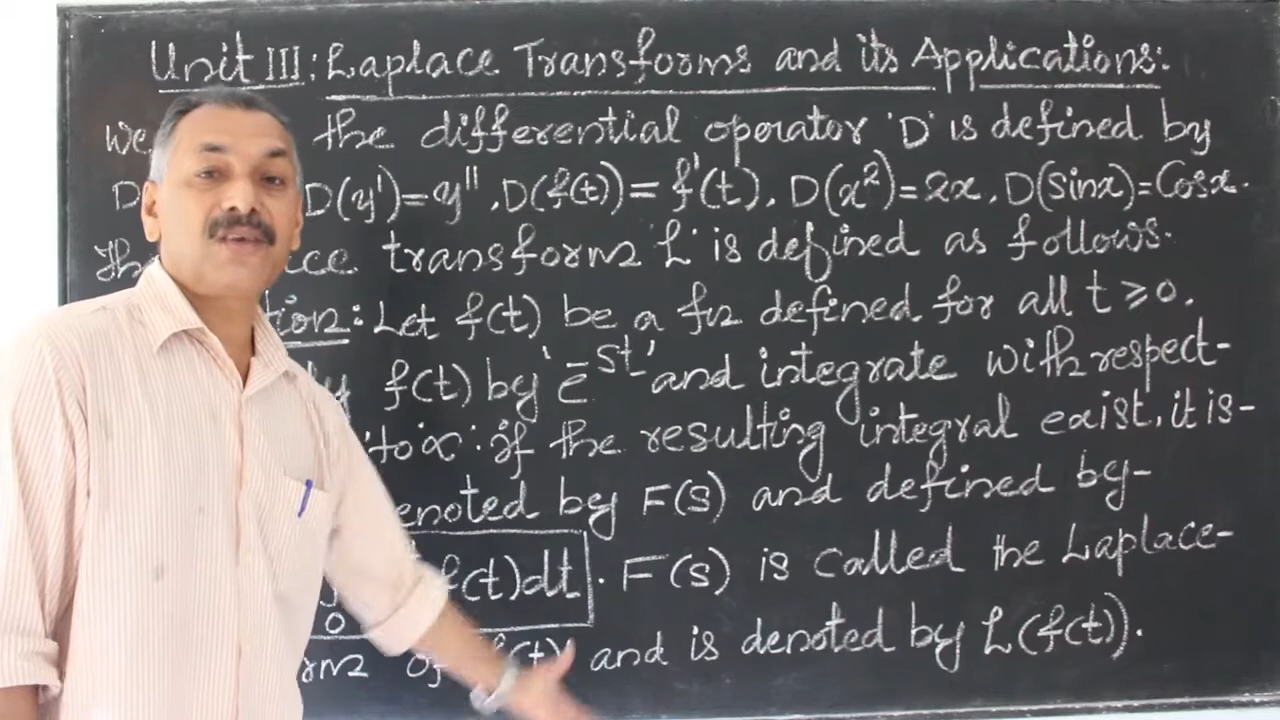 Unit III: Laplace Transforms and its Applications:
We the differential operator 'D' is defined by
D D(y')=y'', D(f(t))=f'(t), D(x²)=2x, D(sinx)=Cosx.
transform 'L' is defined as follows.
tion: Let f(t) be a fn defined for all t ≥ 0.
f(t) by 'e^-st' and integrate with respect-
to ∝. if the resulting integral exist, it is-
enoted by F(s) and defined by-
0 f(t)dt. F(s) is called the Laplace-
of f(t) and is denoted by L(f(t)).